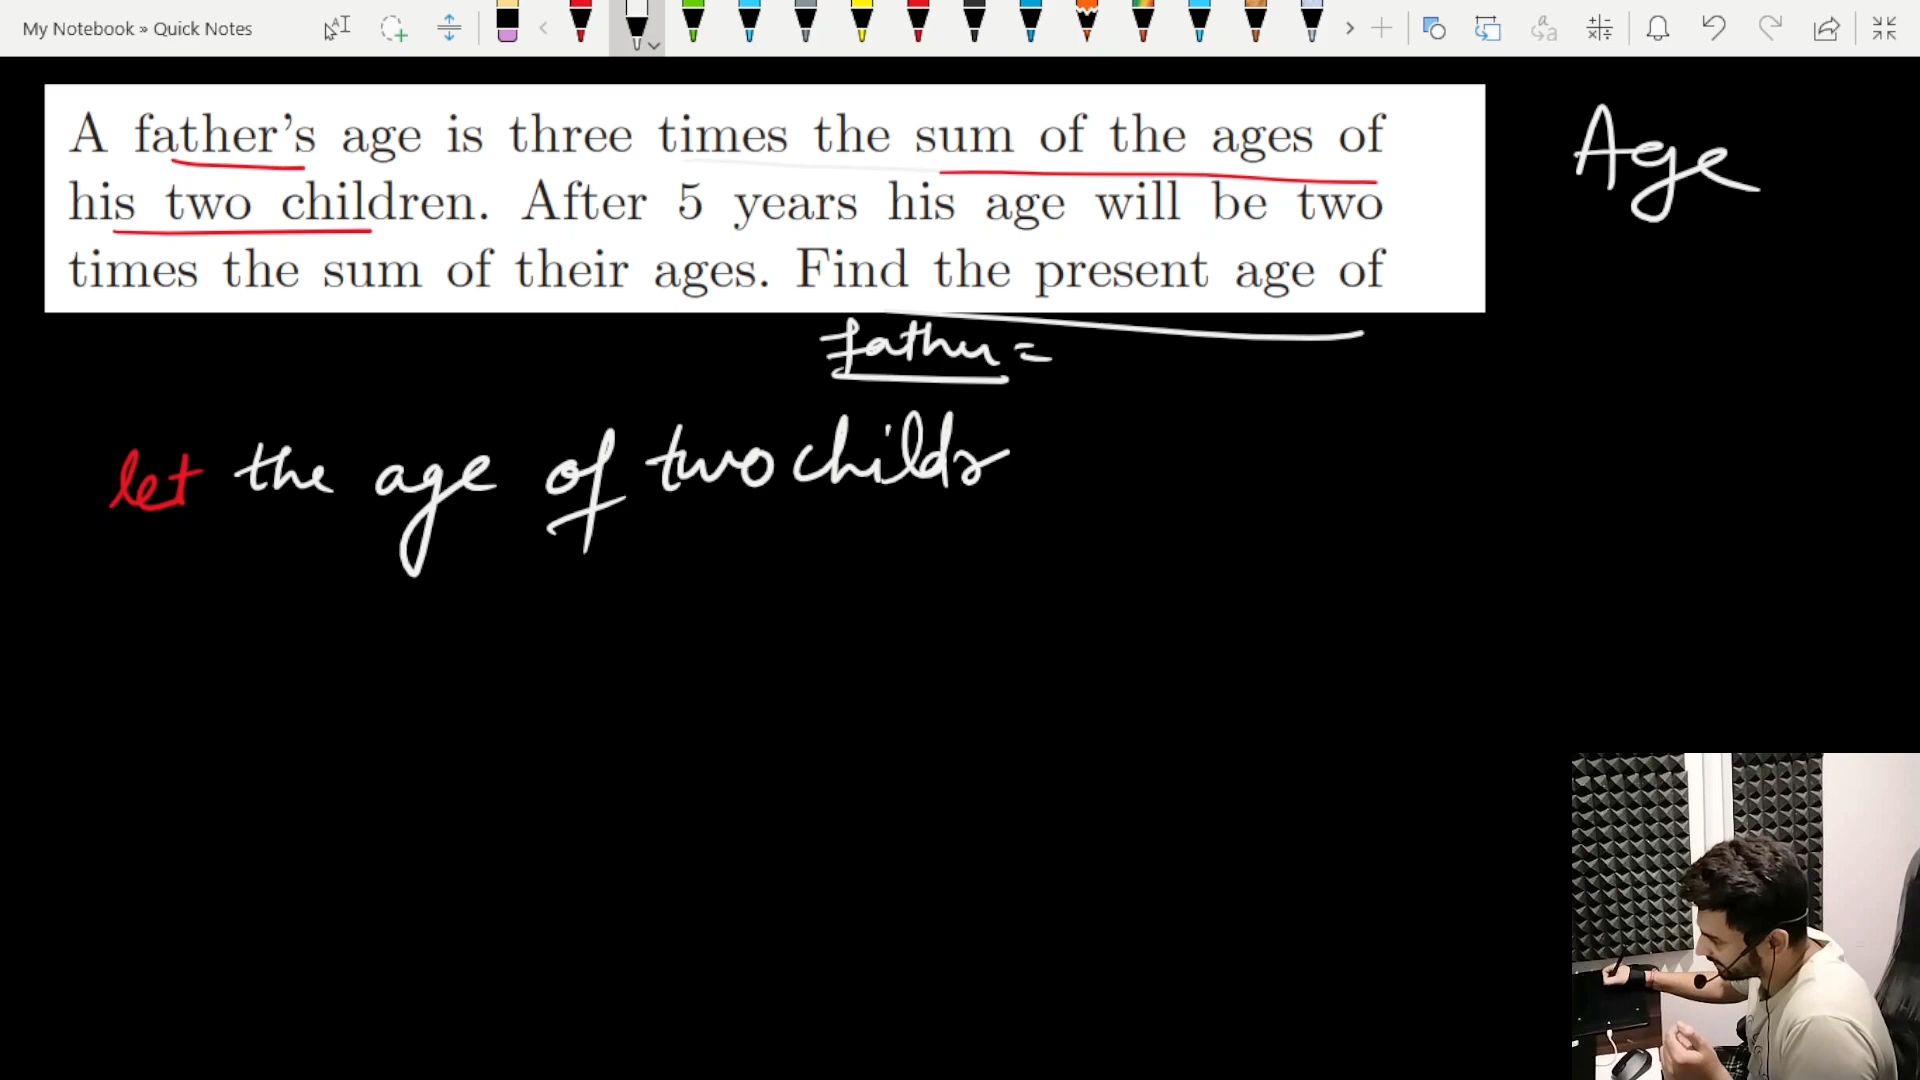 My Notebook » Quick Notes
A father's age is three times the sum of the ages of
his two children. After 5 years his age will be two
times the sum of their ages. Find the present age of
Age
father =
let the age of two childs